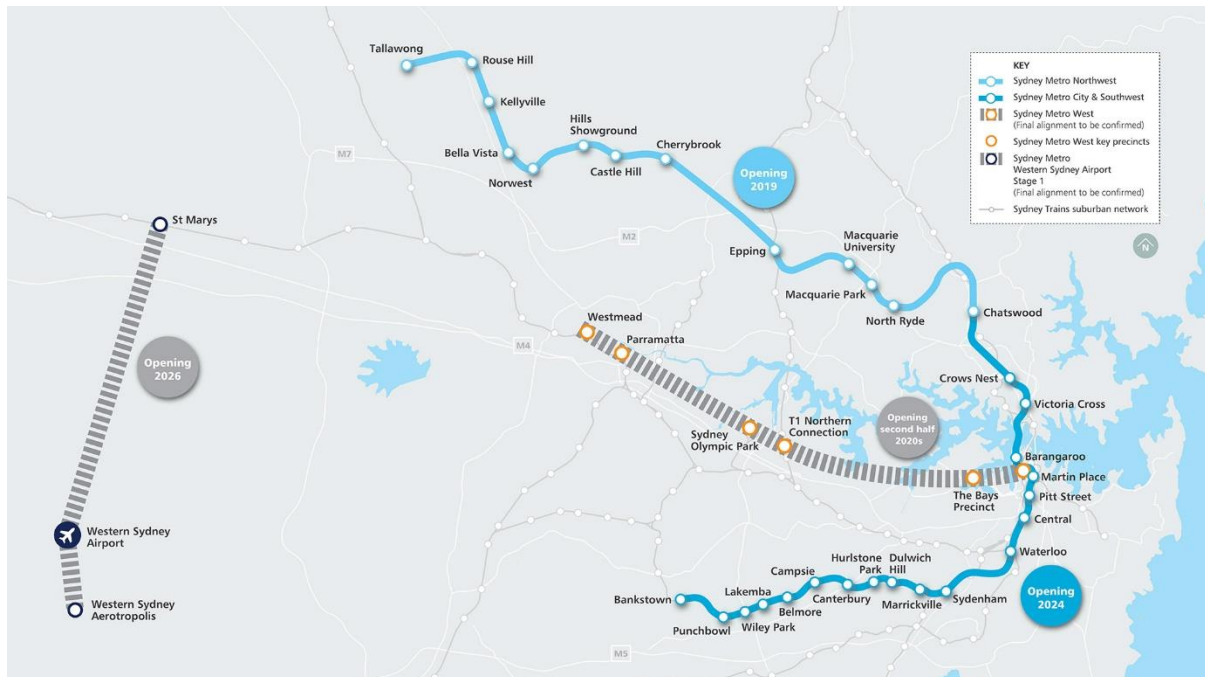 Tallawong
Rouse Hill
Kellyville
Bella Vista
Norwest
Hills
Showground
Castle Hill
Cherrybrook
Opening
2019
M7
M2
St Marys
Epping
Macquarie
University
Macquarie Park
North Ryde
Chatswood
Westmead
Parramatta
M4
Opening
2026
Crows Nest
Victoria Cross
Sydney
Olympic Park
T1 Northern
Connection
Opening
second half
2020s
Barangaroo
Martin Place
Pitt Street
The Bays
Precinct
Central
Waterloo
Western Sydney
Airport
Western Sydney
Aerotropolis
Bankstown
Punchbowl
Lakemba
Wiley Park
Belmore
Campsie
Canterbury
Hurlstone
Park
Dulwich
Hill
Marrickville
Sydenham
Opening
2024
M5
KEY
Sydney Metro Northwest
Sydney Metro City & Southwest
Sydney Metro West
(Final alignment to be confirmed)
Sydney Metro West key precincts
Sydney Metro
Western Sydney Airport
Stage 1
(Final alignment to be confirmed)
Sydney Trains suburban network
N